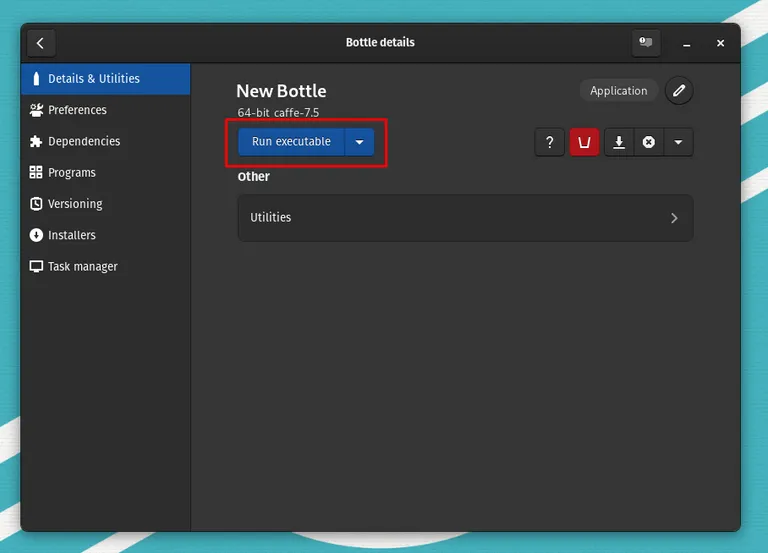 Bottle details
Details & Utilities
Preferences
Dependencies
Programs
Versioning
Installers
Task manager
New Bottle
Application
64-bit caffe-7.5
Run executable
?
Other
Utilities